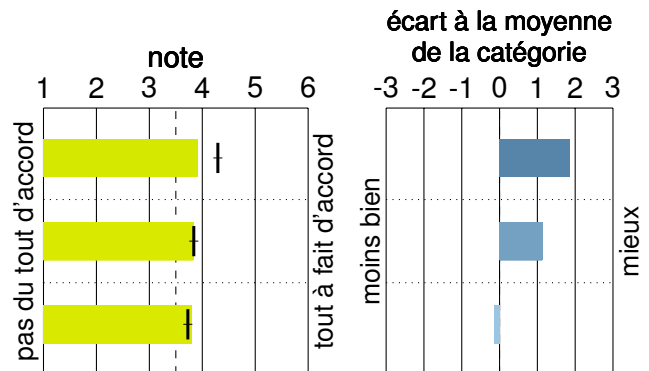 note
1 2 3 4 5 6
pas du tout d'accord
tout à fait d'accord
écart à la moyenne
de la catégorie
-3 -2 -1 0 1 2 3
moins bien
mieux